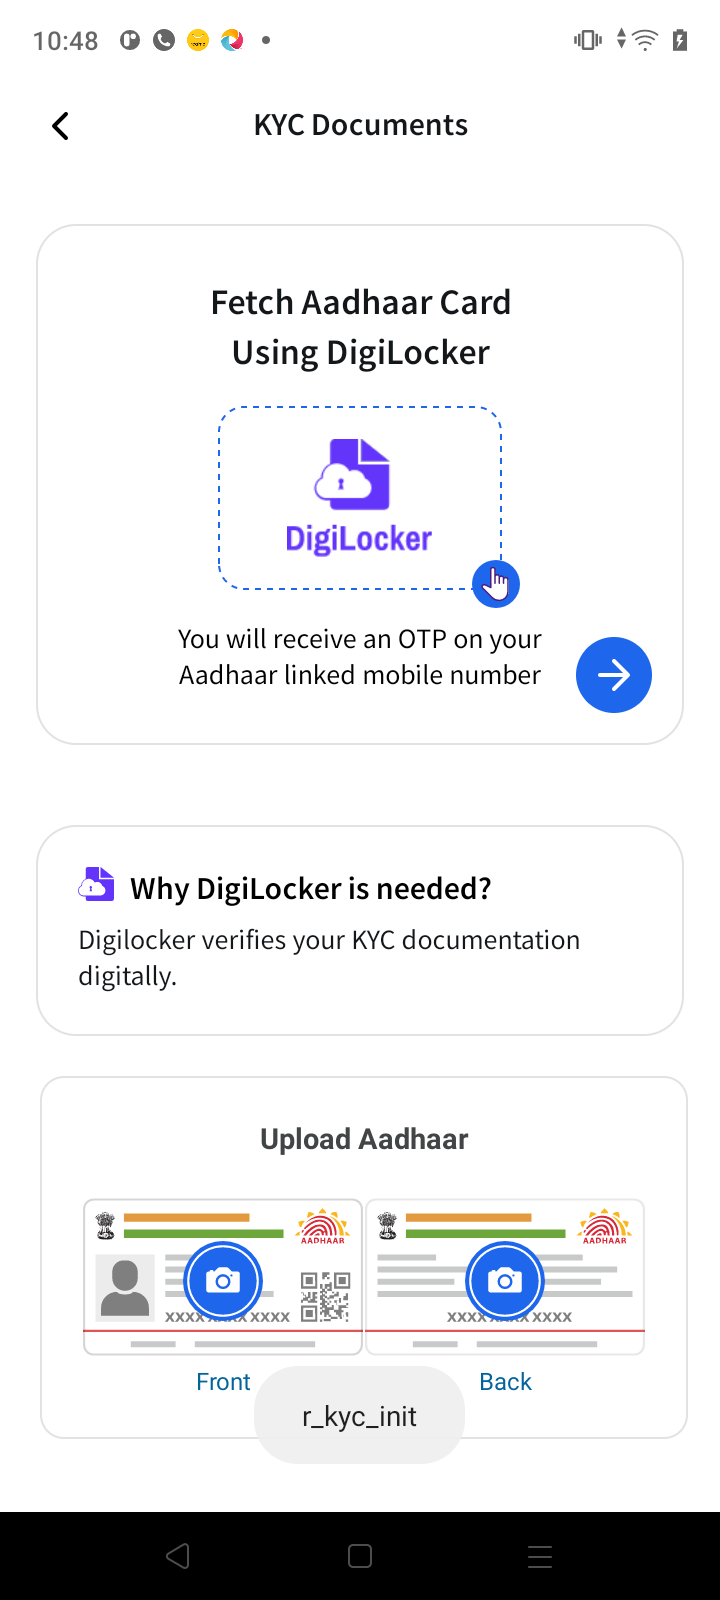 10:48
KYC Documents
Fetch Aadhaar Card
Using DigiLocker
DigiLocker
You will receive an OTP on your
Aadhaar linked mobile number
Why DigiLocker is needed?
Digilocker verifies your KYC documentation
digitally.
Upload Aadhaar
AADHAAR
AADHAAR
XXXX XXXX XXXX
XXXX XXXX XXXX
Front
Back
r_kyc_init